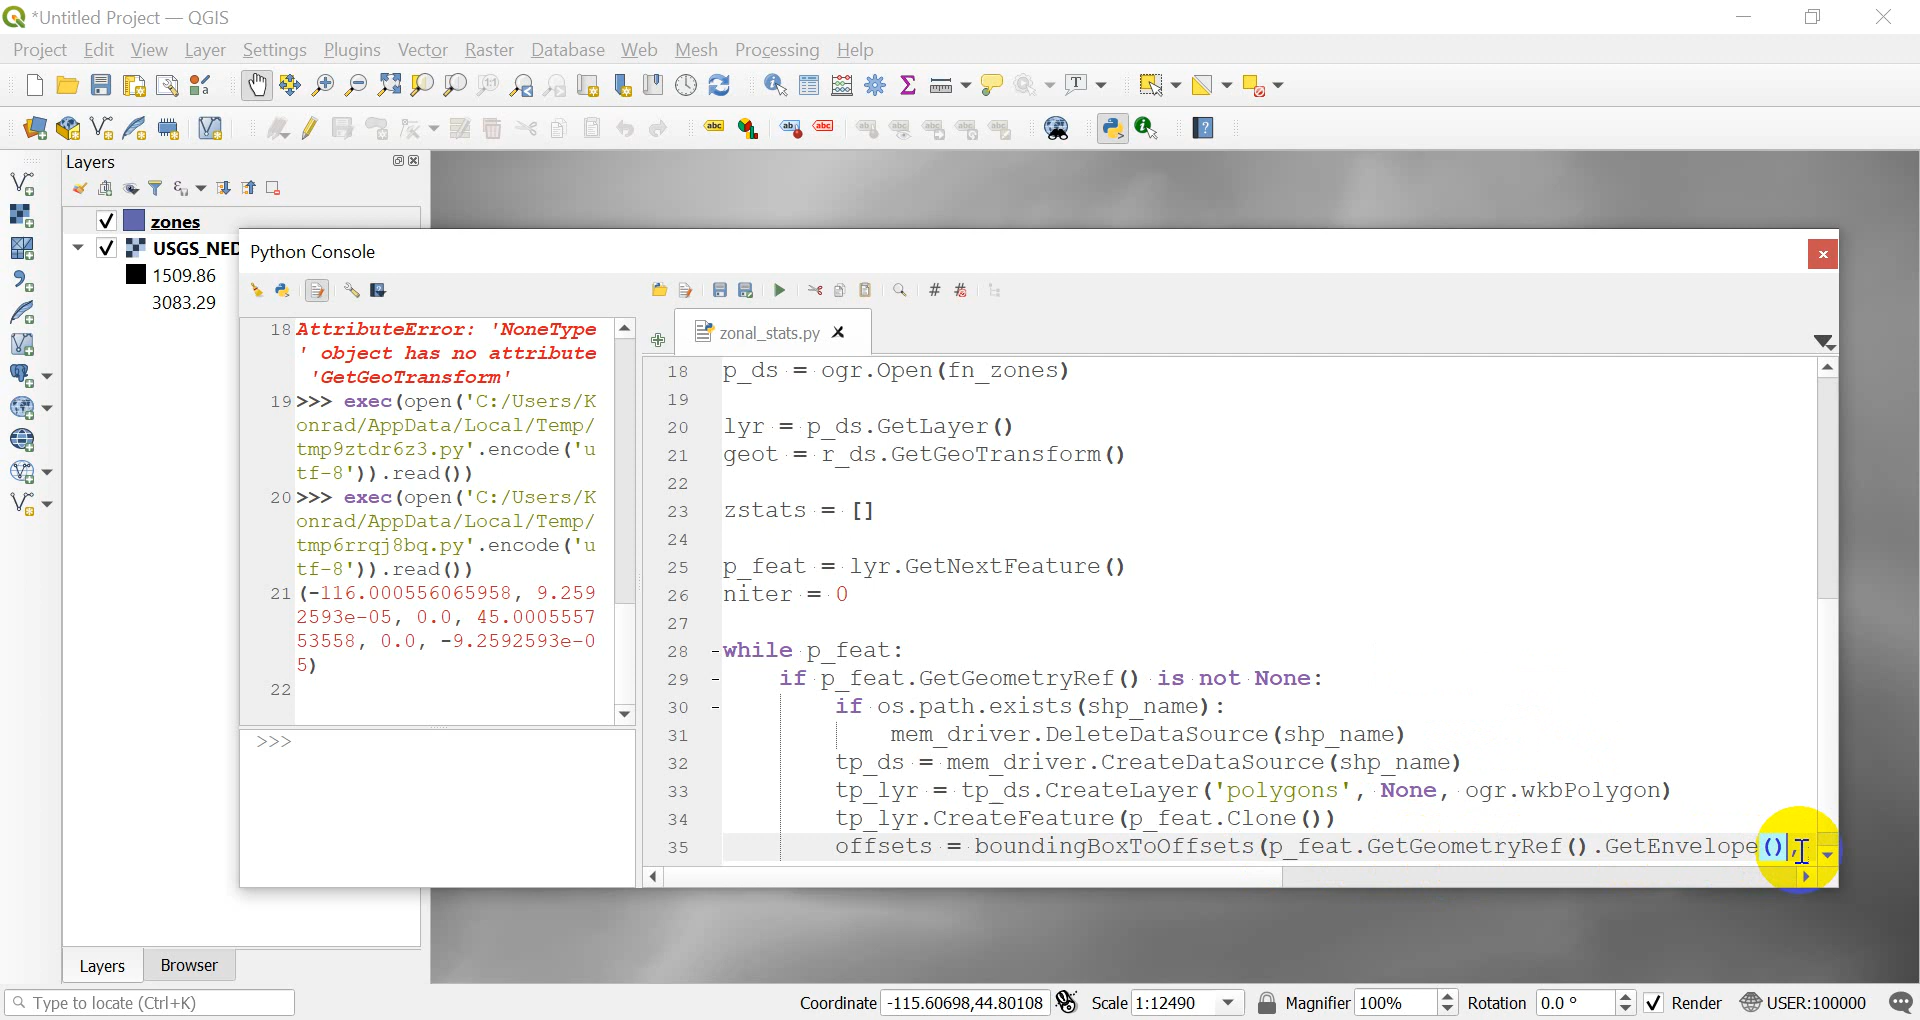 *Untitled Project — QGIS
Project Edit View Layer Settings Plugins Vector Raster Database Web Mesh Processing Help
Layers
zones
USGS_NED
1509.86
3083.29
Python Console
18 AttributeError: 'NoneType
' object has no attribute
'GetGeoTransform'
19 >>> exec(open('C:/Users/K
onrad/AppData/Local/Temp/
tmp9ztdr6z3.py'.encode('u
tf-8')).read())
20 >>> exec(open('C:/Users/K
onrad/AppData/Local/Temp/
tmp6rrqj8bq.py'.encode('u
tf-8')).read())
21 (-116.000556065958, 9.259
2593e-05, 0.0, 45.0005557
53558, 0.0, -9.2592593e-0
5)
22
>>>
zonal_stats.py
18 p_ds = ogr.Open(fn_zones)
19
20 lyr = p_ds.GetLayer()
21 geot = r_ds.GetGeoTransform()
22
23 zstats = []
24
25 p_feat = lyr.GetNextFeature()
26 niter = 0
27
28 while p_feat:
29 if p_feat.GetGeometryRef() is not None:
30 if os.path.exists(shp_name):
31 mem_driver.DeleteDataSource(shp_name)
32 tp_ds = mem_driver.CreateDataSource(shp_name)
33 tp_lyr = tp_ds.CreateLayer('polygons', None, ogr.wkbPolygon)
34 tp_lyr.CreateFeature(p_feat.Clone())
35 offsets = boundingBoxToOffsets(p_feat.GetGeometryRef().GetEnvelope(),
Layers Browser
Type to locate (Ctrl+K)
Coordinate -115.60698,44.80108 Scale 1:12490 Magnifier 100% Rotation 0.0 ° Render USER:100000